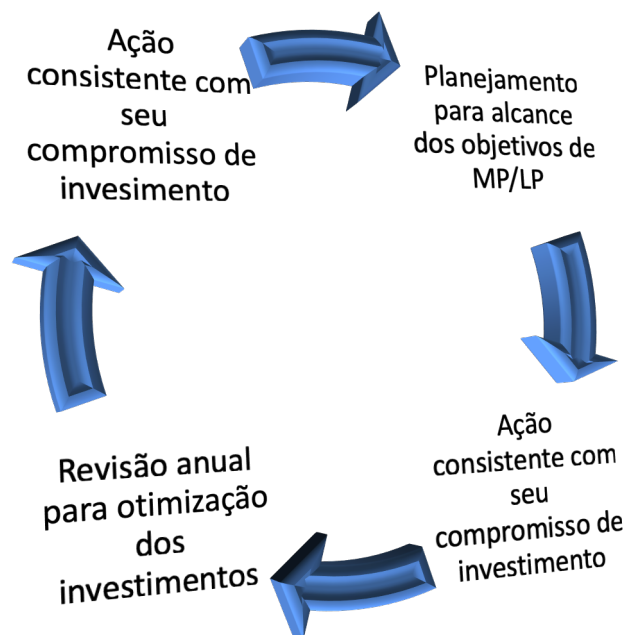 Ação
consistente com
seu
compromisso de
invesimento
Planejamento
para alcance
dos objetivos de
MP/LP
Ação
consistente com
seu
compromisso de
investimento
Revisão anual
para otimização
dos
investimentos